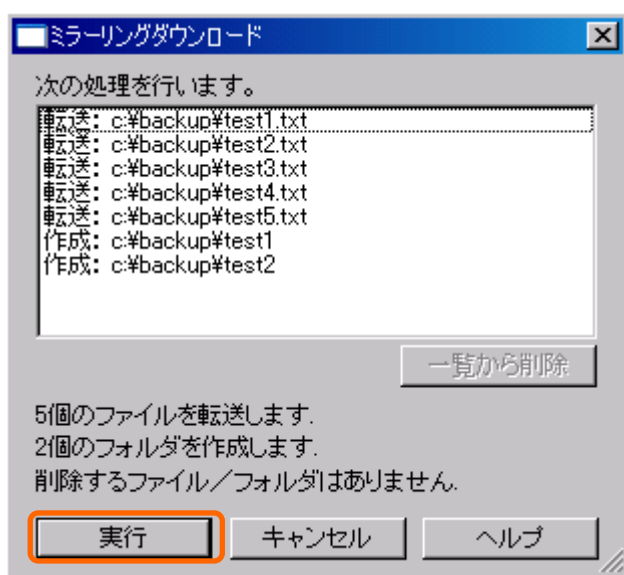 ミラーリングダウンロード
次の処理を行います。
転送: c:¥backup¥test1.txt
転送: c:¥backup¥test2.txt
転送: c:¥backup¥test3.txt
転送: c:¥backup¥test4.txt
転送: c:¥backup¥test5.txt
作成: c:¥backup¥test1
作成: c:¥backup¥test2
一覧から削除
5個のファイルを転送します.
2個のフォルダを作成します.
削除するファイル／フォルダはありません.
実行 キャンセル ヘルプ